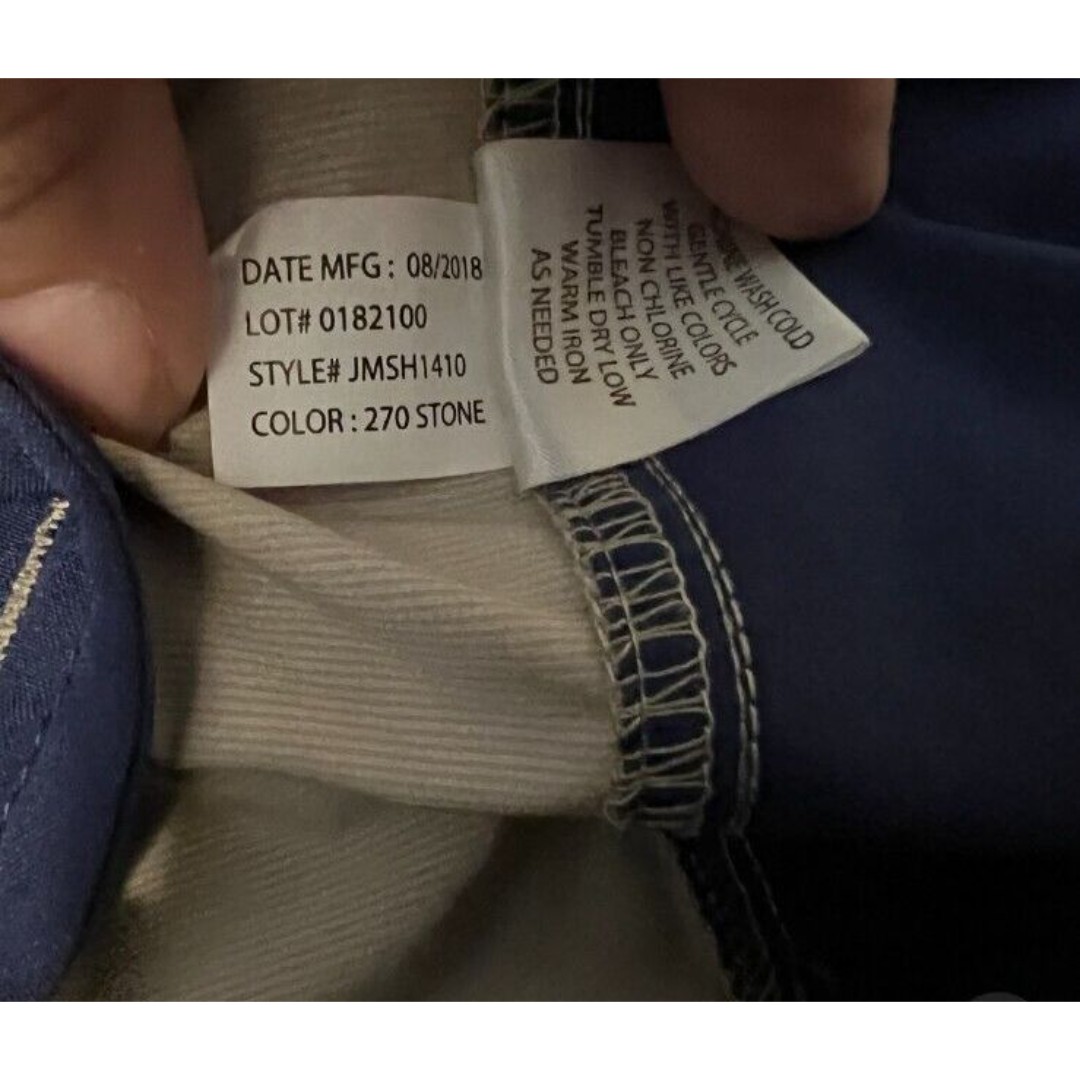 DATE MFG : 08/2018
LOT# 0182100
STYLE# JMSH1410
COLOR : 270 STONE
WASH COLD
GENTLE CYCLE
WITH LIKE COLORS
NON CHLORINE
BLEACH ONLY
TUMBLE DRY LOW
WARM IRON
AS NEEDED